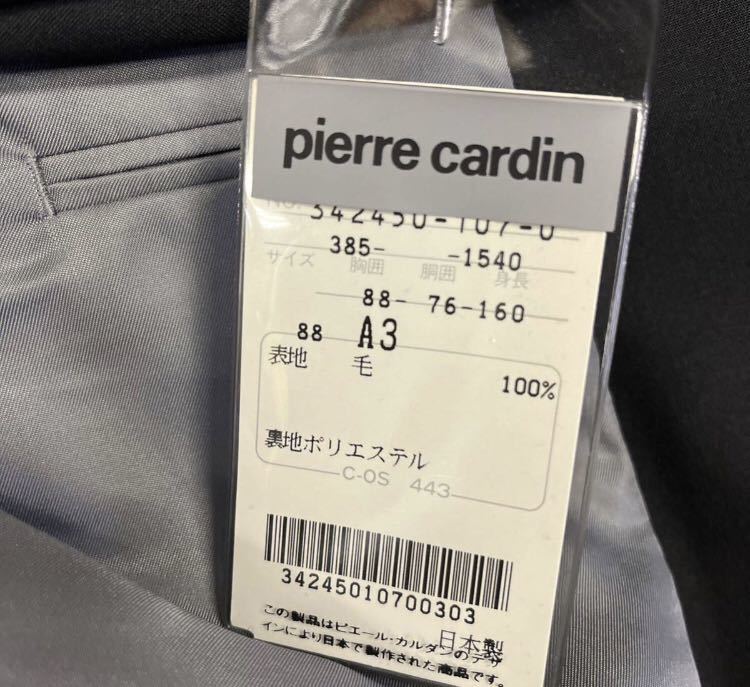 pierre cardin
No. 342450-107-0
385- -1540
サイズ 胸囲 胴囲 身長
88- 76-160
88 A3
表地 毛 100%
裏地ポリエステル
C-OS 443
34245010700303
日本製
この製品はピエール・カルダンのデザ
インにより日本で製作された商品です。